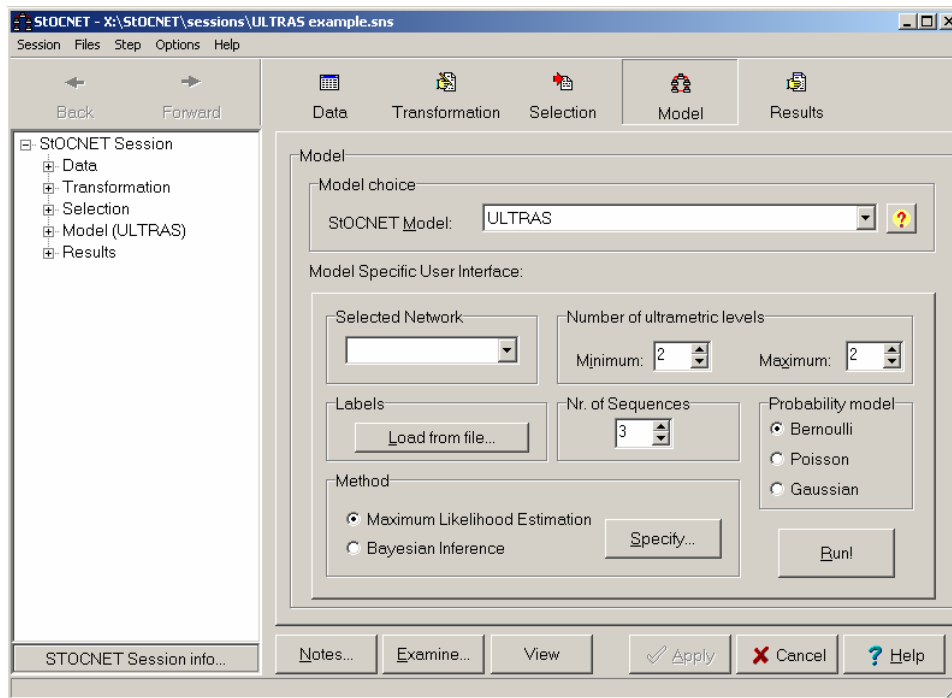 StOCNET - X:\StOCNET\sessions\ULTRAS example.sns
Session Files Step Options Help
Back Forward
Data Transformation Selection Model Results
StOCNET Session
Data
Transformation
Selection
Model (ULTRAS)
Results
STOCNET Session info...
Model
Model choice
StOCNET Model: ULTRAS
?
Model Specific User Interface:
Selected Network
Number of ultrametric levels
Minimum: 2 Maximum: 2
Labels
Load from file...
Nr. of Sequences
3
Probability model
Bernoulli
Poisson
Gaussian
Method
Maximum Likelihood Estimation
Bayesian Inference
Specify...
Run!
Notes... Examine... View Apply Cancel ? Help